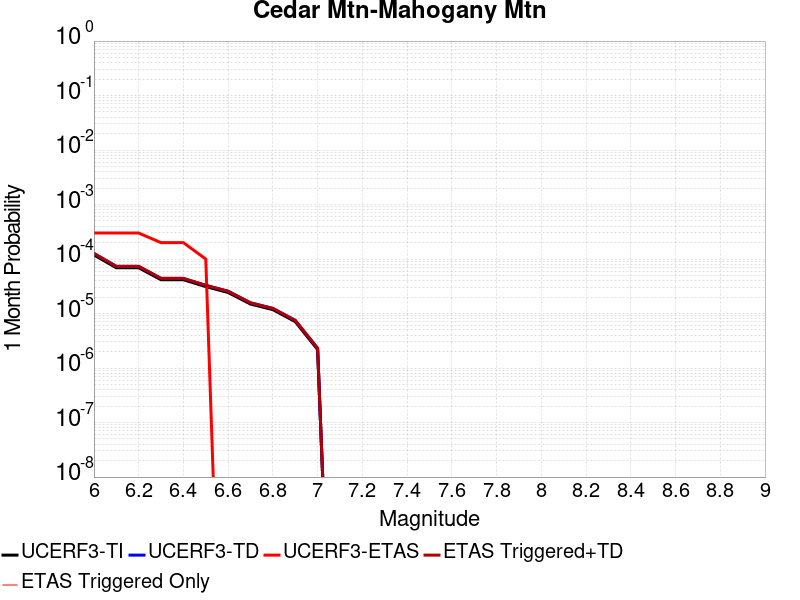 Cedar Mtn-Mahogany Mtn
10^0
10^-1
10^-2
10^-3
10^-4
10^-5
10^-6
10^-7
10^-8
1 Month Probability
6 6.2 6.4 6.6 6.8 7 7.2 7.4 7.6 7.8 8 8.2 8.4 8.6 8.8 9
Magnitude
UCERF3-TI UCERF3-TD UCERF3-ETAS ETAS Triggered+TD
ETAS Triggered Only